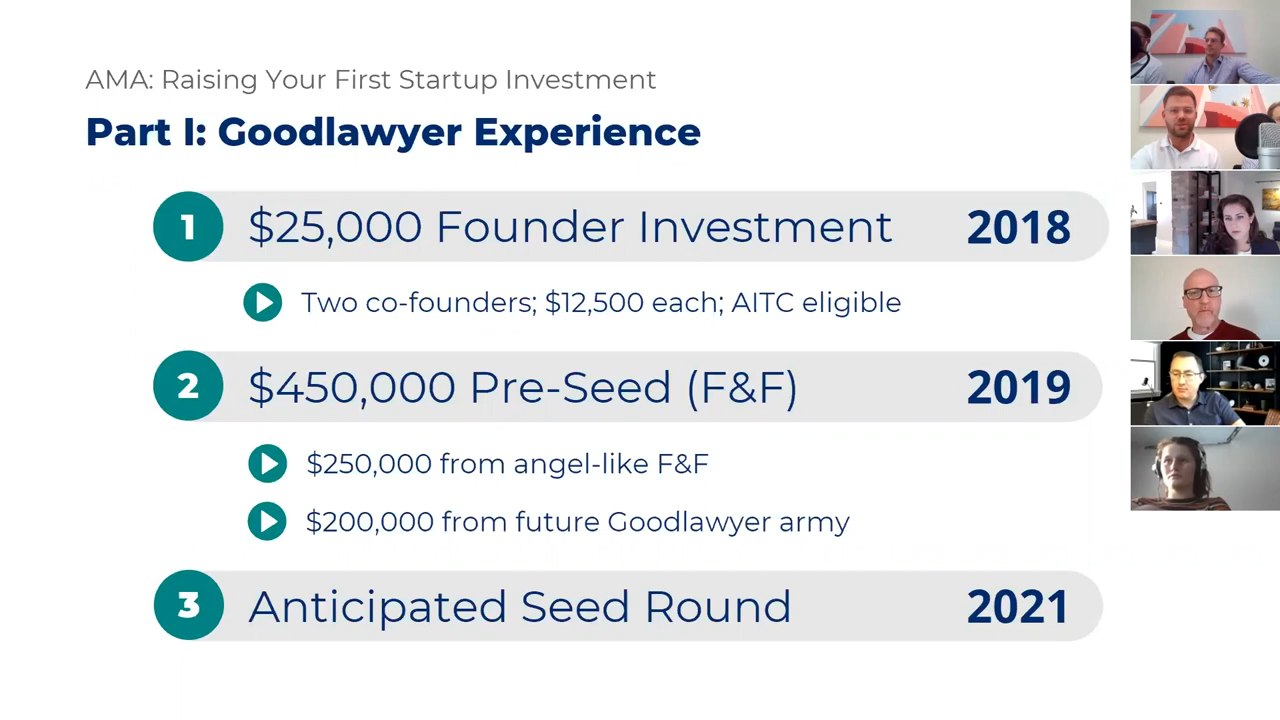 AMA: Raising Your First Startup Investment
Part I: Goodlawyer Experience
1 $25,000 Founder Investment 2018
Two co-founders; $12,500 each; AITC eligible
2 $450,000 Pre-Seed (F&F) 2019
$250,000 from angel-like F&F
$200,000 from future Goodlawyer army
3 Anticipated Seed Round 2021